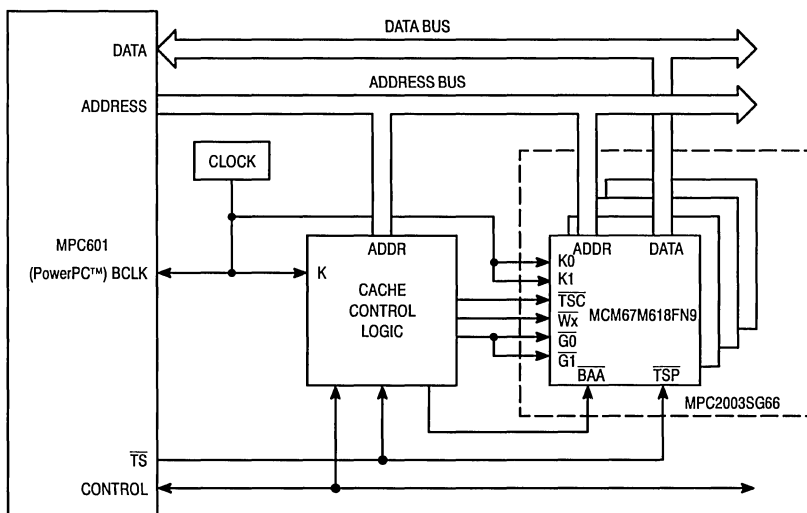 DATA BUS
DATA
ADDRESS BUS
ADDRESS
CLOCK
MPC601
(PowerPC™) BCLK
K
ADDR
CACHE
CONTROL
LOGIC
ADDR DATA
K0
K1
TSC
Wx
G0
G1
MCM67M618FN9
BAA TSP
MPC2003SG66
TS
CONTROL